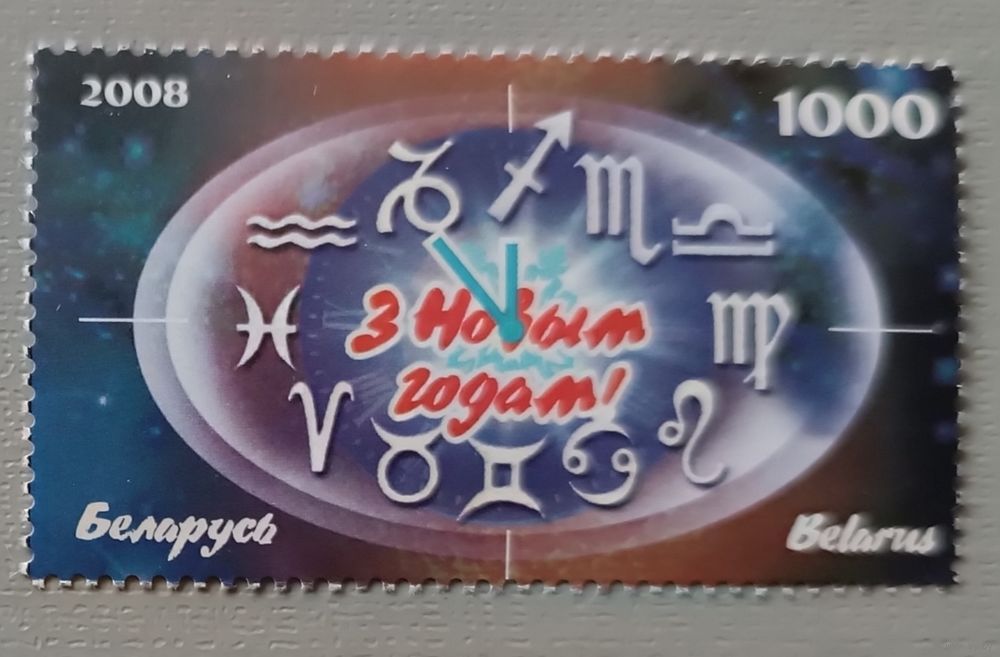 2008
1000
З Новым
годам!
Беларусь
Belarus